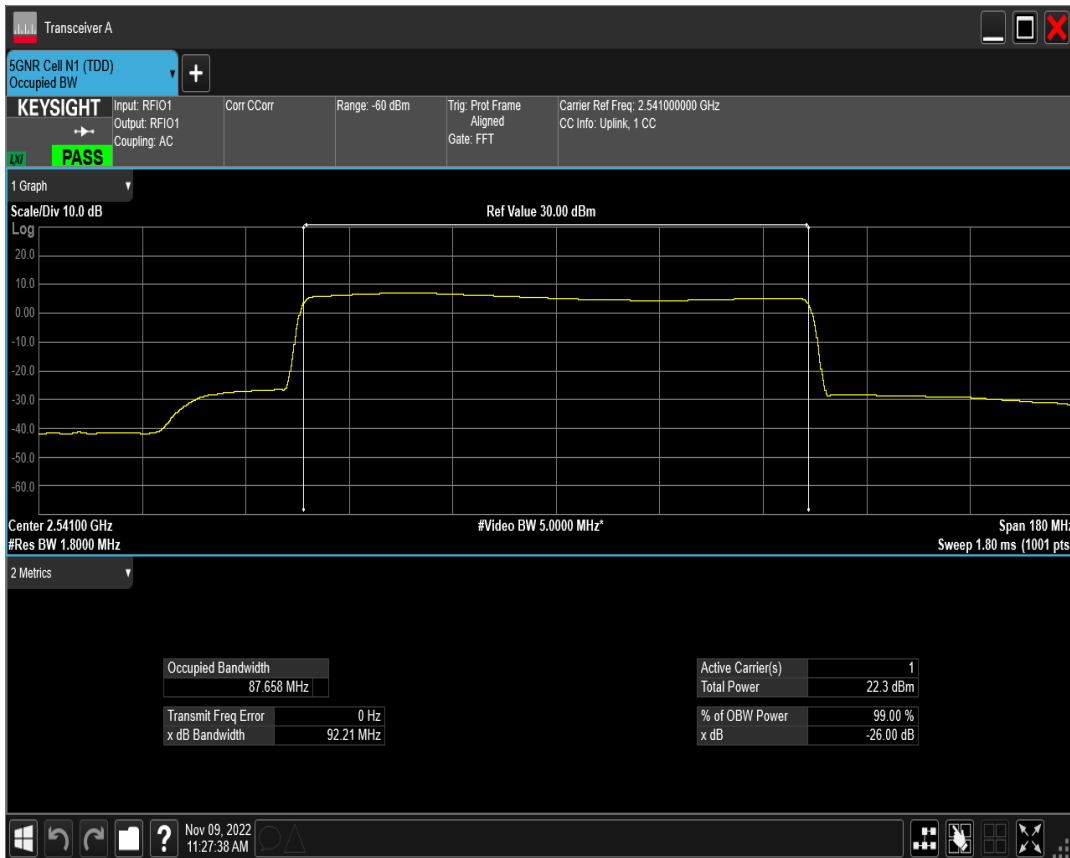 Transceiver A
5GNR Cell N1 (TDD)
Occupied BW
+
KEYSIGHT
LXI
PASS
Input: RFIO1
Output: RFIO1
Coupling: AC
Corr CCorr
Range: -60 dBm
Trig: Prot Frame
Aligned
Gate: FFT
Carrier Ref Freq: 2.541000000 GHz
CC Info: Uplink, 1 CC
1 Graph
Scale/Div 10.0 dB
Ref Value 30.00 dBm
Log
20.0
10.0
0.00
-10.0
-20.0
-30.0
-40.0
-50.0
-60.0
Center 2.54100 GHz
#Video BW 5.0000 MHz*
Span 180 MHz
#Res BW 1.8000 MHz
Sweep 1.80 ms (1001 pts
2 Metrics
Occupied Bandwidth
87.658 MHz
Transmit Freq Error 0 Hz
x dB Bandwidth 92.21 MHz
Active Carrier(s) 1
Total Power 22.3 dBm
% of OBW Power 99.00 %
x dB -26.00 dB
?
Nov 09, 2022
11:27:38 AM